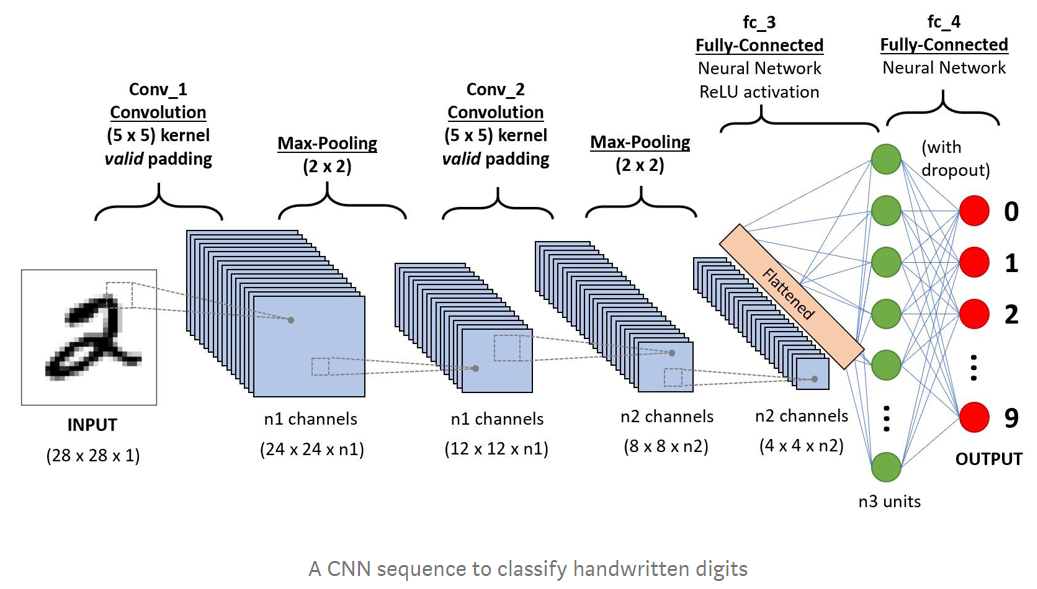 Conv_1
Convolution
(5 x 5) kernel
valid padding
Max-Pooling
(2 x 2)
Conv_2
Convolution
(5 x 5) kernel
valid padding
Max-Pooling
(2 x 2)
fc_3
Fully-Connected
Neural Network
ReLU activation
fc_4
Fully-Connected
Neural Network
(with
dropout)
INPUT
(28 x 28 x 1)
n1 channels
(24 x 24 x n1)
n1 channels
(12 x 12 x n1)
n2 channels
(8 x 8 x n2)
n2 channels
(4 x 4 x n2)
Flattened
n3 units
0
1
2
9
OUTPUT
2
A CNN sequence to classify handwritten digits